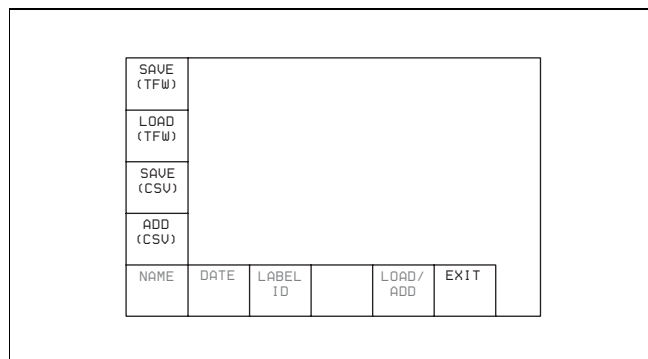 SAVE
(TFW)
LOAD
(TFW)
SAVE
(CSV)
ADD
(CSV)
NAME DATE LABEL LOAD/ EXIT
ID ADD